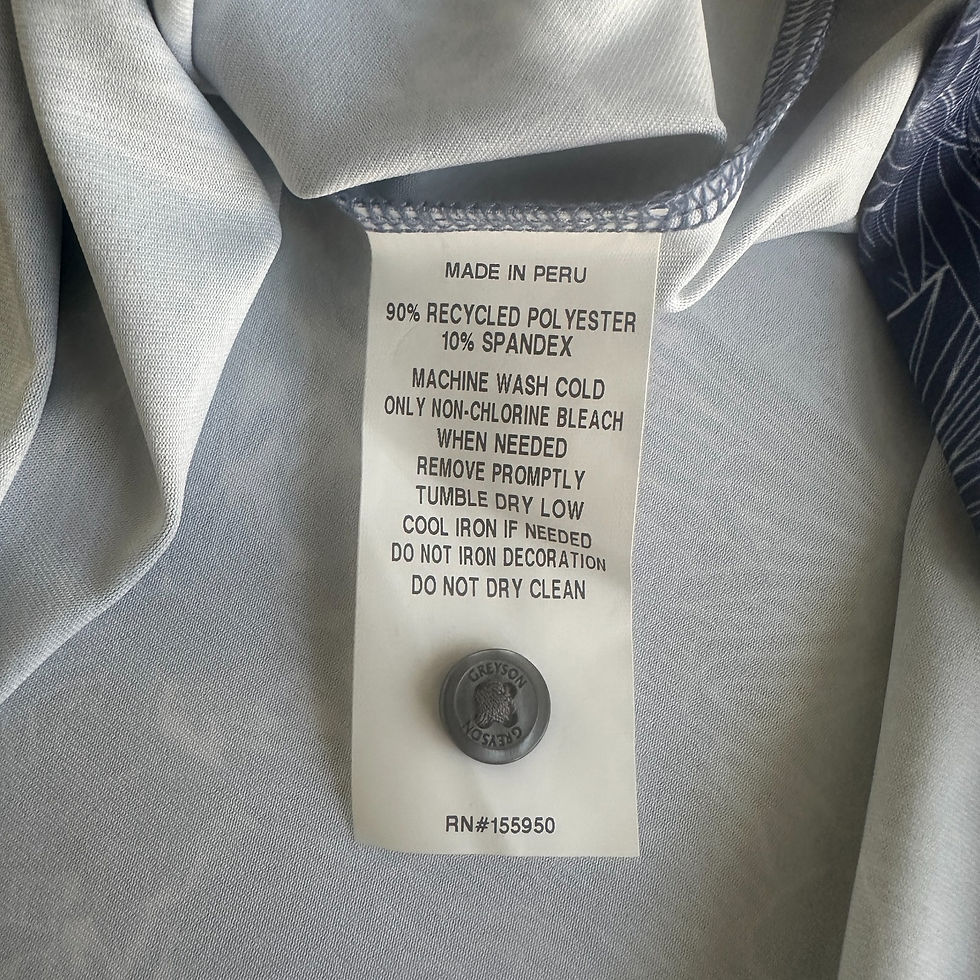 MADE IN PERU
90% RECYCLED POLYESTER
10% SPANDEX
MACHINE WASH COLD
ONLY NON-CHLORINE BLEACH
WHEN NEEDED
REMOVE PROMPTLY
TUMBLE DRY LOW
COOL IRON IF NEEDED
DO NOT IRON DECORATION
DO NOT DRY CLEAN
GREYSON
GREYSON
RN#155950